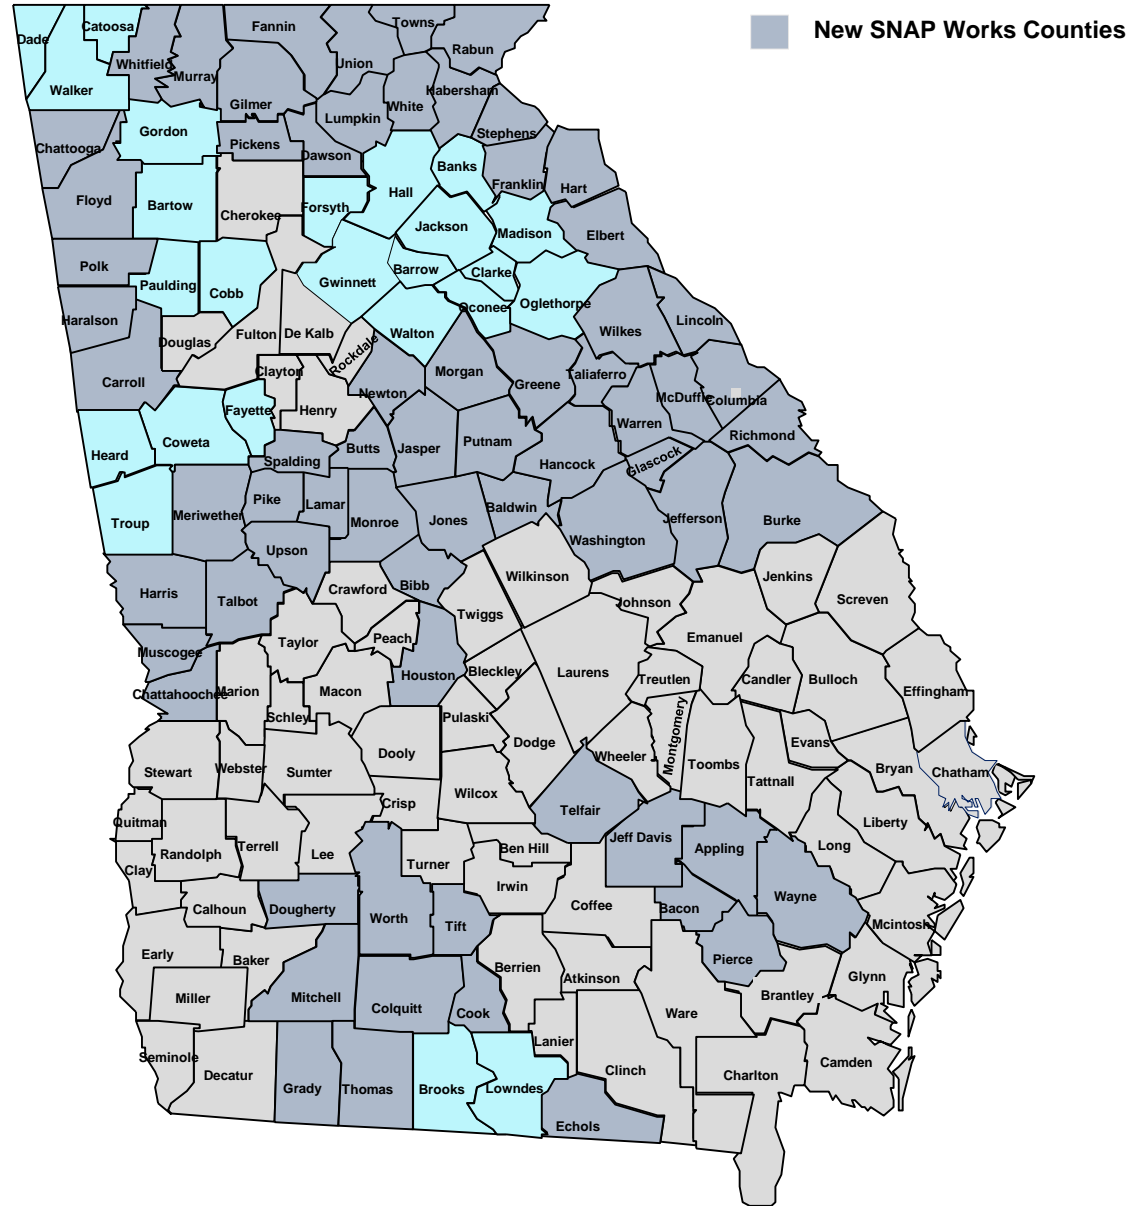 New SNAP Works Counties
Dade
Catoosa
Fannin
Towns
Rabun
Whitfield
Murray
Union
Walker
Gilmer
White
Habersham
Lumpkin
Stephens
Gordon
Chattooga
Pickens
Dawson
Banks
Franklin
Hart
Floyd
Bartow
Cherokee
Forsyth
Hall
Jackson
Madison
Elbert
Polk
Paulding
Cobb
Gwinnett
Barrow
Clarke
Oconee
Oglethorpe
Haralson
Douglas
Fulton
De Kalb
Rockdale
Walton
Wilkes
Lincoln
Carroll
Clayton
Newton
Morgan
Greene
Taliaferro
McDuffie
Columbia
Fayette
Henry
Heard
Coweta
Spalding
Butts
Jasper
Putnam
Hancock
Warren
Glascock
Richmond
Troup
Meriwether
Pike
Lamar
Monroe
Jones
Baldwin
Washington
Jefferson
Burke
Upson
Harris
Talbot
Crawford
Bibb
Wilkinson
Twiggs
Johnson
Jenkins
Screven
Muscogee
Taylor
Peach
Houston
Bleckley
Laurens
Emanuel
Treutlen
Candler
Bulloch
Effingham
Chattahoochee
Marion
Schley
Macon
Pulaski
Dodge
Montgomery
Evans
Stewart
Webster
Sumter
Dooly
Wheeler
Toombs
Tattnall
Bryan
Chatham
Quitman
Crisp
Wilcox
Telfair
Liberty
Randolph
Terrell
Lee
Turner
Ben Hill
Jeff Davis
Appling
Long
Clay
Calhoun
Dougherty
Worth
Tift
Irwin
Coffee
Bacon
Wayne
Mcintosh
Early
Baker
Miller
Mitchell
Colquitt
Cook
Berrien
Atkinson
Pierce
Brantley
Glynn
Seminole
Decatur
Grady
Thomas
Brooks
Lowndes
Lanier
Clinch
Ware
Charlton
Camden
Echols